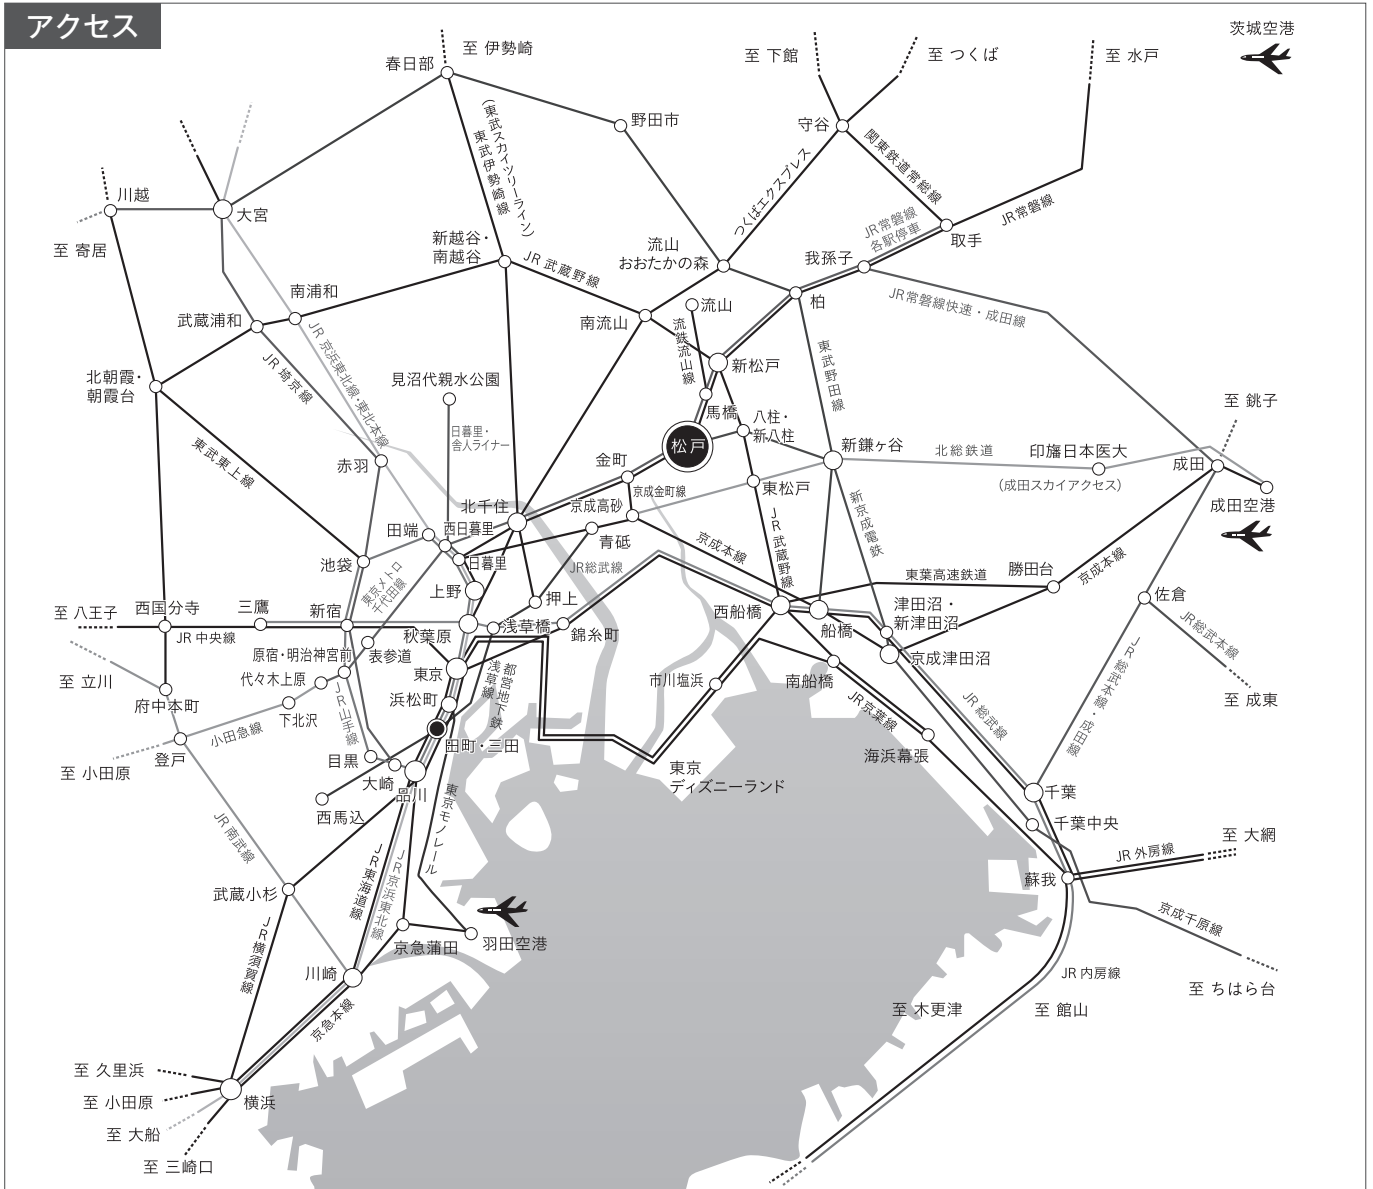 アクセス
至 伊勢崎
春日部
(東武スカイツリーライン)
東武伊勢崎線
野田市
至 下館
至 つくば
至 水戸
茨城空港
守谷
関東鉄道常総線
つくばエクスプレス
JR常磐線
各駅停車
取手
JR常磐線
川越
大宮
至 寄居
新越谷・
南越谷
JR 武蔵野線
流山
おおたかの森
我孫子
柏
JR常磐線快速・成田線
南浦和
武蔵浦和
JR 京浜東北線・東北本線
JR 埼京線
南流山
流山
流鉄流山線
新松戸
東武野田線
北朝霞・
朝霞台
見沼代親水公園
日暮里・
舎人ライナー
馬橋
八柱・
新八柱
松戸
新鎌ヶ谷
北総鉄道
印旛日本医大
(成田スカイアクセス)
至 銚子
成田
成田空港
東武東上線
赤羽
金町
京成金町線
東松戸
北千住
京成高砂
新京成電鉄
田端
西日暮里
青砥
京成本線
JR武蔵野線
池袋
日暮里
JR総武線
東京メトロ
千代田線
上野
押上
東葉高速鉄道
勝田台
京成本線
至 八王子
西国分寺
三鷹
新宿
JR 中央線
秋葉原
浅草橋
錦糸町
西船橋
船橋
津田沼・
新津田沼
佐倉
JR総武本線
原宿・明治神宮前
表参道
東京
浅草線
都営地下鉄
京成津田沼
至 立川
代々木上原
府中本町
下北沢
JR山手線
浜松町
市川塩浜
南船橋
JR京葉線
JR 総武線
JR総武本線・成田線
至 成東
小田急線
登戸
至 小田原
目黒
大崎
田町・三田
品川
東京
ディズニーランド
海浜幕張
西馬込
東京モノレール
千葉
千葉中央
JR 南武線
武蔵小杉
JR東海道線
JR京浜東北線
蘇我
JR 外房線
至 大網
京成千原線
JR横須賀線
京急蒲田
羽田空港
川崎
京急本線
JR 内房線
至 ちはら台
至 木更津
至 館山
至 久里浜
至 小田原
横浜
至 大船
至 三崎口